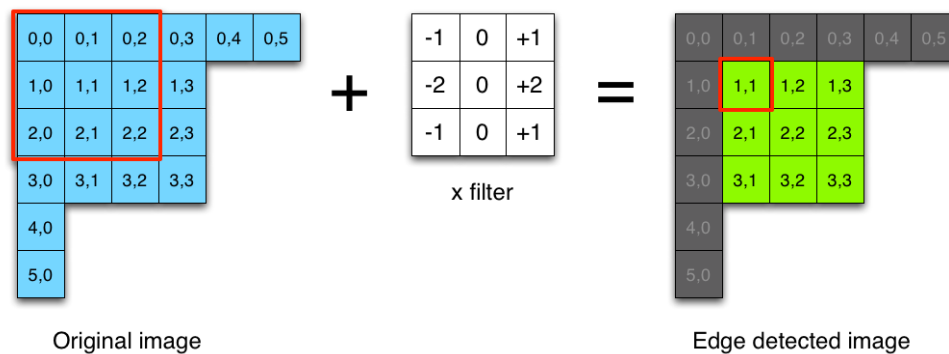 0,0 0,1 0,2 0,3 0,4 0,5
1,0 1,1 1,2 1,3
2,0 2,1 2,2 2,3
3,0 3,1 3,2 3,3
4,0
5,0
Original image
+
-1 0 +1
-2 0 +2
-1 0 +1
x filter
=
0,0 0,1 0,2 0,3 0,4 0,5
1,0 1,1 1,2 1,3
2,0 2,1 2,2 2,3
3,0 3,1 3,2 3,3
4,0
5,0
Edge detected image